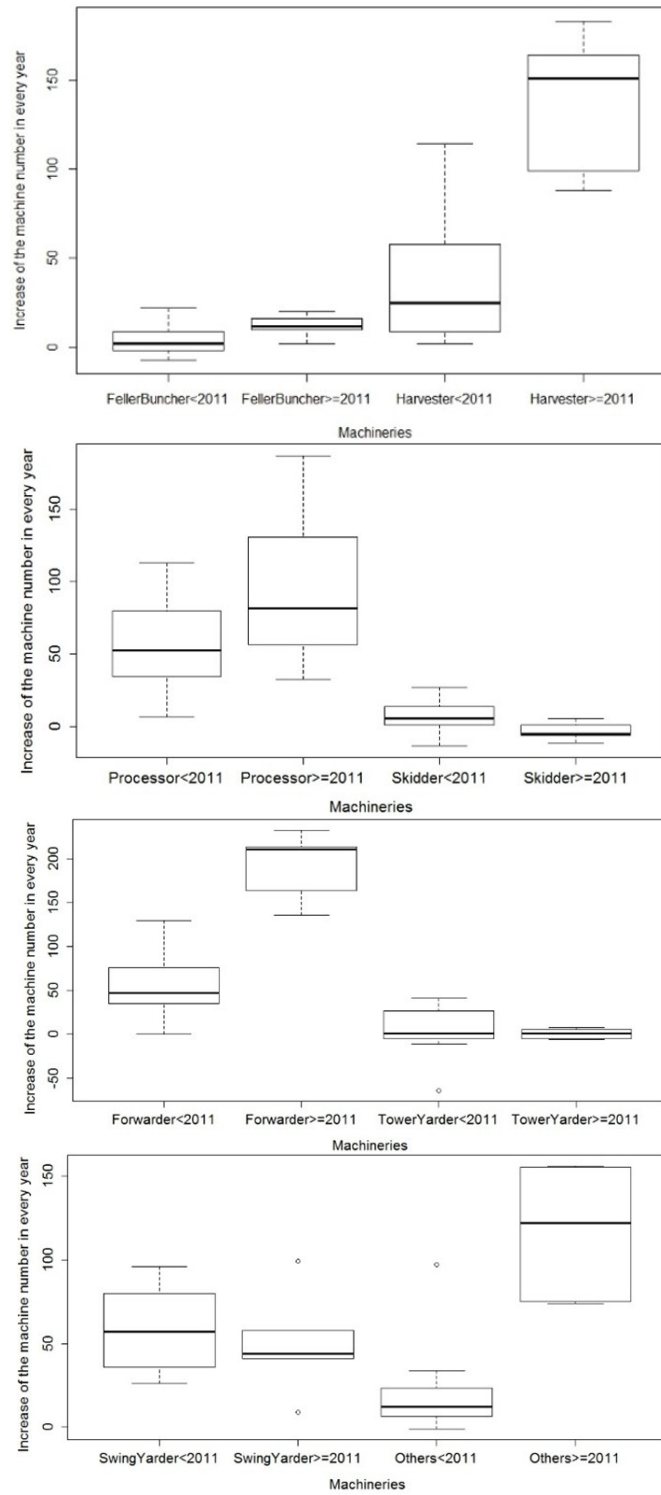 Increase of the machine number in every year
150
100
50
0
FellerBuncher<2011 FellerBuncher>=2011 Harvester<2011 Harvester>=2011
Machineries
Increase of the machine number in every year
150
100
50
0
Processor<2011 Processor>=2011 Skidder<2011 Skidder>=2011
Machineries
Increase of the machine number in every year
200
150
100
50
0
-50
Forwarder<2011 Forwarder>=2011 TowerYarder<2011 TowerYarder>=2011
Machineries
Increase of the machine number in every year
150
100
50
0
SwingYarder<2011 SwingYarder>=2011 Others<2011 Others>=2011
Machineries